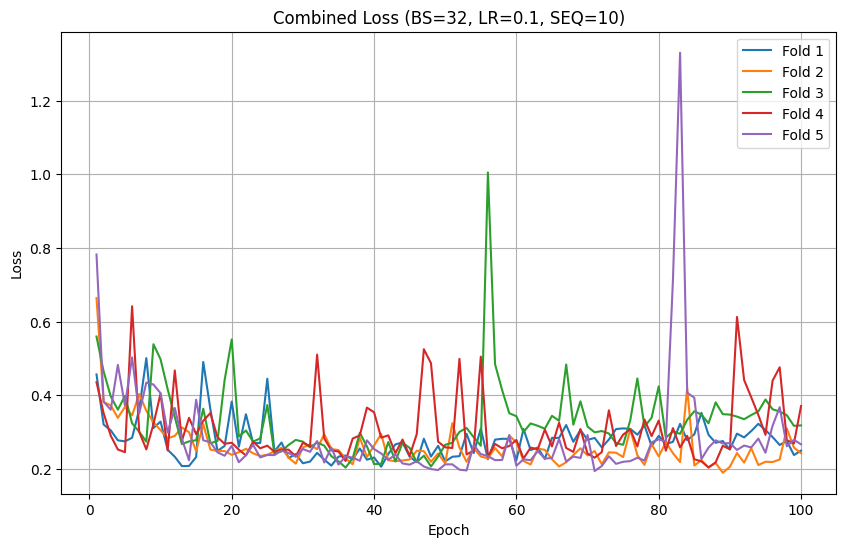 Combined Loss (BS=32, LR=0.1, SEQ=10)
Fold 1
Fold 2
Fold 3
Fold 4
Fold 5
Loss
1.2
1.0
0.8
0.6
0.4
0.2
0 20 40 60 80 100
Epoch